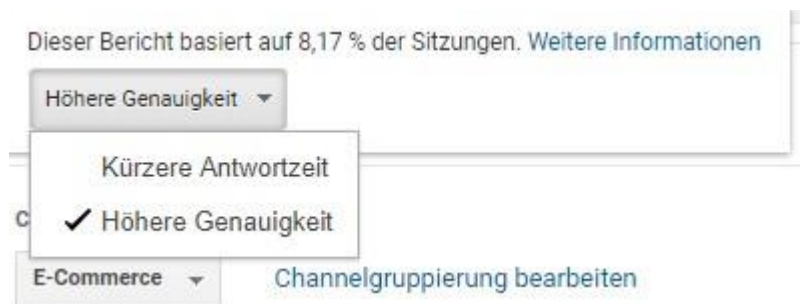 Dieser Bericht basiert auf 8,17 % der Sitzungen. Weitere Informationen
Höhere Genauigkeit
Kürzere Antwortzeit
Höhere Genauigkeit
C
E-Commerce
Channelgruppierung bearbeiten